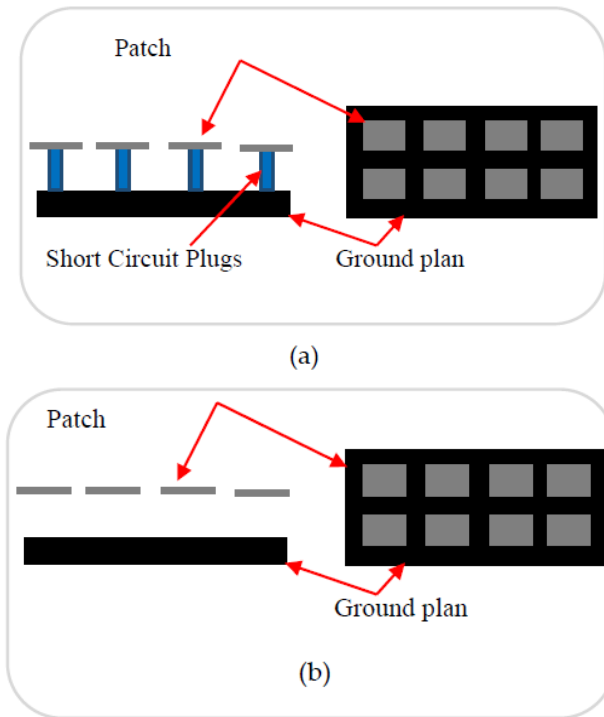 Patch
Short Circuit Plugs
Ground plan
(a)
Patch
Ground plan
(b)